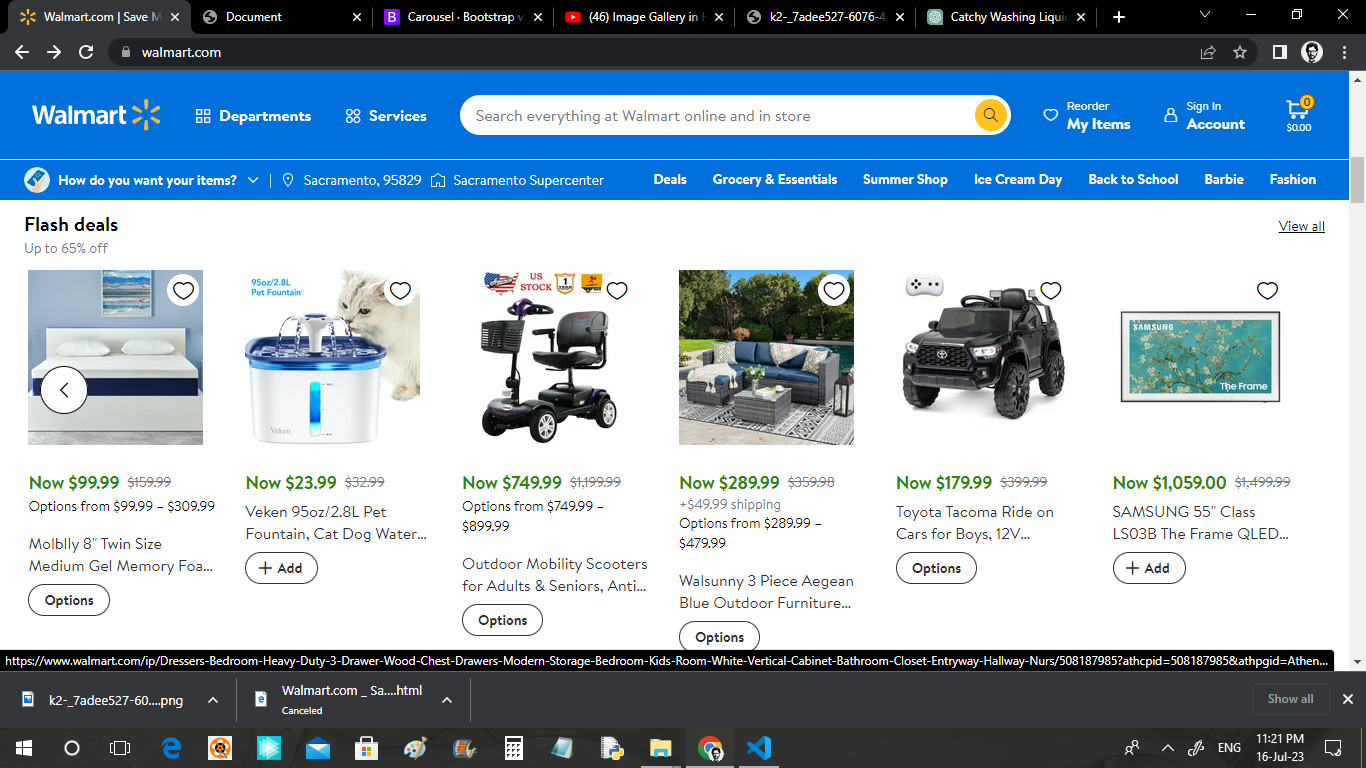 Walmart.com | Save M
Document
Carousel · Bootstrap v
(46) Image Gallery in
k2-_7adee527-6076-4
Catchy Washing Liquid
walmart.com
Walmart
Departments
Services
Search everything at Walmart online and in store
Reorder
My Items
Sign In
Account
0
$0.00
How do you want your items?
Sacramento, 95829
Sacramento Supercenter
Deals
Grocery & Essentials
Summer Shop
Ice Cream Day
Back to School
Barbie
Fashion
Flash deals
View all
Up to 65% off
95oz/2.8L
Pet Fountain
Veken
US
STOCK
1
YEAR
SAMSUNG
The Frame
Now $99.99 $159.99
Options from $99.99 – $309.99
Molblly 8" Twin Size
Medium Gel Memory Foa...
Options
Now $23.99 $32.99
Veken 95oz/2.8L Pet
Fountain, Cat Dog Water...
+ Add
Now $749.99 $1,199.99
Options from $749.99 –
$899.99
Outdoor Mobility Scooters
for Adults & Seniors, Anti...
Options
Now $289.99 $359.98
+$49.99 shipping
Options from $289.99 –
$479.99
Walsunny 3 Piece Aegean
Blue Outdoor Furniture...
Options
Now $179.99 $399.99
Toyota Tacoma Ride on
Cars for Boys, 12V...
Options
Now $1,059.00 $1,499.99
SAMSUNG 55" Class
LS03B The Frame QLED...
+ Add
https://www.walmart.com/ip/Dressers-Bedroom-Heavy-Duty-3-Drawer-Wood-Chest-Drawers-Modern-Storage-Bedroom-Kids-Room-White-Vertical-Cabinet-Bathroom-Closet-Entryway-Hallway-Nurs/508187985?athcpid=508187985&athpgid=Athen...
k2-_7adee527-60....png
Walmart.com _ Sa....html
Canceled
Show all
ENG
11:21 PM
16-Jul-23